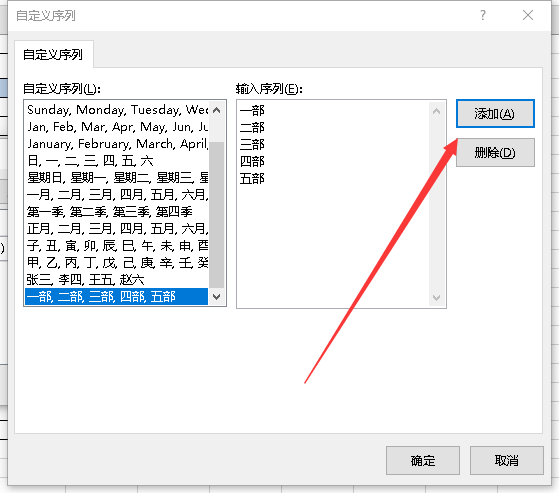 自定义序列
?
自定义序列
自定义序列(L):
输入序列(E):
Sunday, Monday, Tuesday, Wed
Jan, Feb, Mar, Apr, May, Jun, Ju
January, February, March, April,
日, 一, 二, 三, 四, 五, 六
星期日, 星期一, 星期二, 星期三, 星
一月, 二月, 三月, 四月, 五月, 六月,
第一季, 第二季, 第三季, 第四季
正月, 二月, 三月, 四月, 五月, 六月,
子, 丑, 寅, 卯, 辰, 巳, 午, 未, 申, 酉
甲, 乙, 丙, 丁, 戊, 己, 庚, 辛, 壬, 癸
张三, 李四, 王五, 赵六
一部, 二部, 三部, 四部, 五部
一部
二部
三部
四部
五部
添加(A)
删除(D)
)
确定
取消